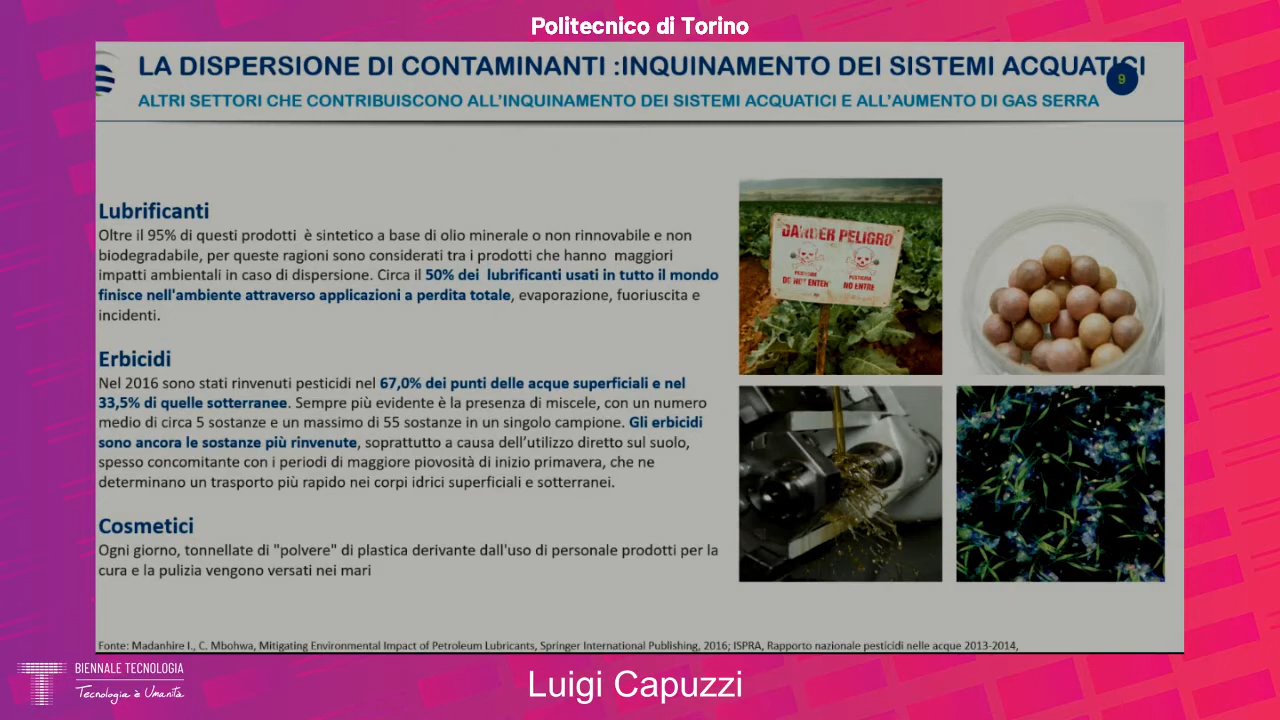 Politecnico di Torino
LA DISPERSIONE DI CONTAMINANTI :INQUINAMENTO DEI SISTEMI ACQUATICI
9
ALTRI SETTORI CHE CONTRIBUISCONO ALL'INQUINAMENTO DEI SISTEMI ACQUATICI E ALL'AUMENTO DI GAS SERRA
Lubrificanti
Oltre il 95% di questi prodotti è sintetico a base di olio minerale o non rinnovabile e non
biodegradabile, per queste ragioni sono considerati tra i prodotti che hanno maggiori
impatti ambientali in caso di dispersione. Circa il 50% dei lubrificanti usati in tutto il mondo
finisce nell'ambiente attraverso applicazioni a perdita totale, evaporazione, fuoriuscita e
incidenti.
Erbicidi
Nel 2016 sono stati rinvenuti pesticidi nel 67,0% dei punti delle acque superficiali e nel
33,5% di quelle sotterranee. Sempre più evidente è la presenza di miscele, con un numero
medio di circa 5 sostanze e un massimo di 55 sostanze in un singolo campione. Gli erbicidi
sono ancora le sostanze più rinvenute, soprattutto a causa dell'utilizzo diretto sul suolo,
spesso concomitante con i periodi di maggiore piovosità di inizio primavera, che ne
determinano un trasporto più rapido nei corpi idrici superficiali e sotterranei.
Cosmetici
Ogni giorno, tonnellate di "polvere" di plastica derivante dall'uso di personale prodotti per la
cura e la pulizia vengono versati nei mari
DANGER PELIGRO
PESTICIDE PESTICIDA
DO NOT ENTER NO ENTRE
Fonte: Madanhire I., C. Mbohwa, Mitigating Environmental Impact of Petroleum Lubricants, Springer International Publishing, 2016; ISPRA, Rapporto nazionale pesticidi nelle acque 2013-2014,
BIENNALE TECNOLOGIA
Tecnologia è Umanità
Luigi Capuzzi